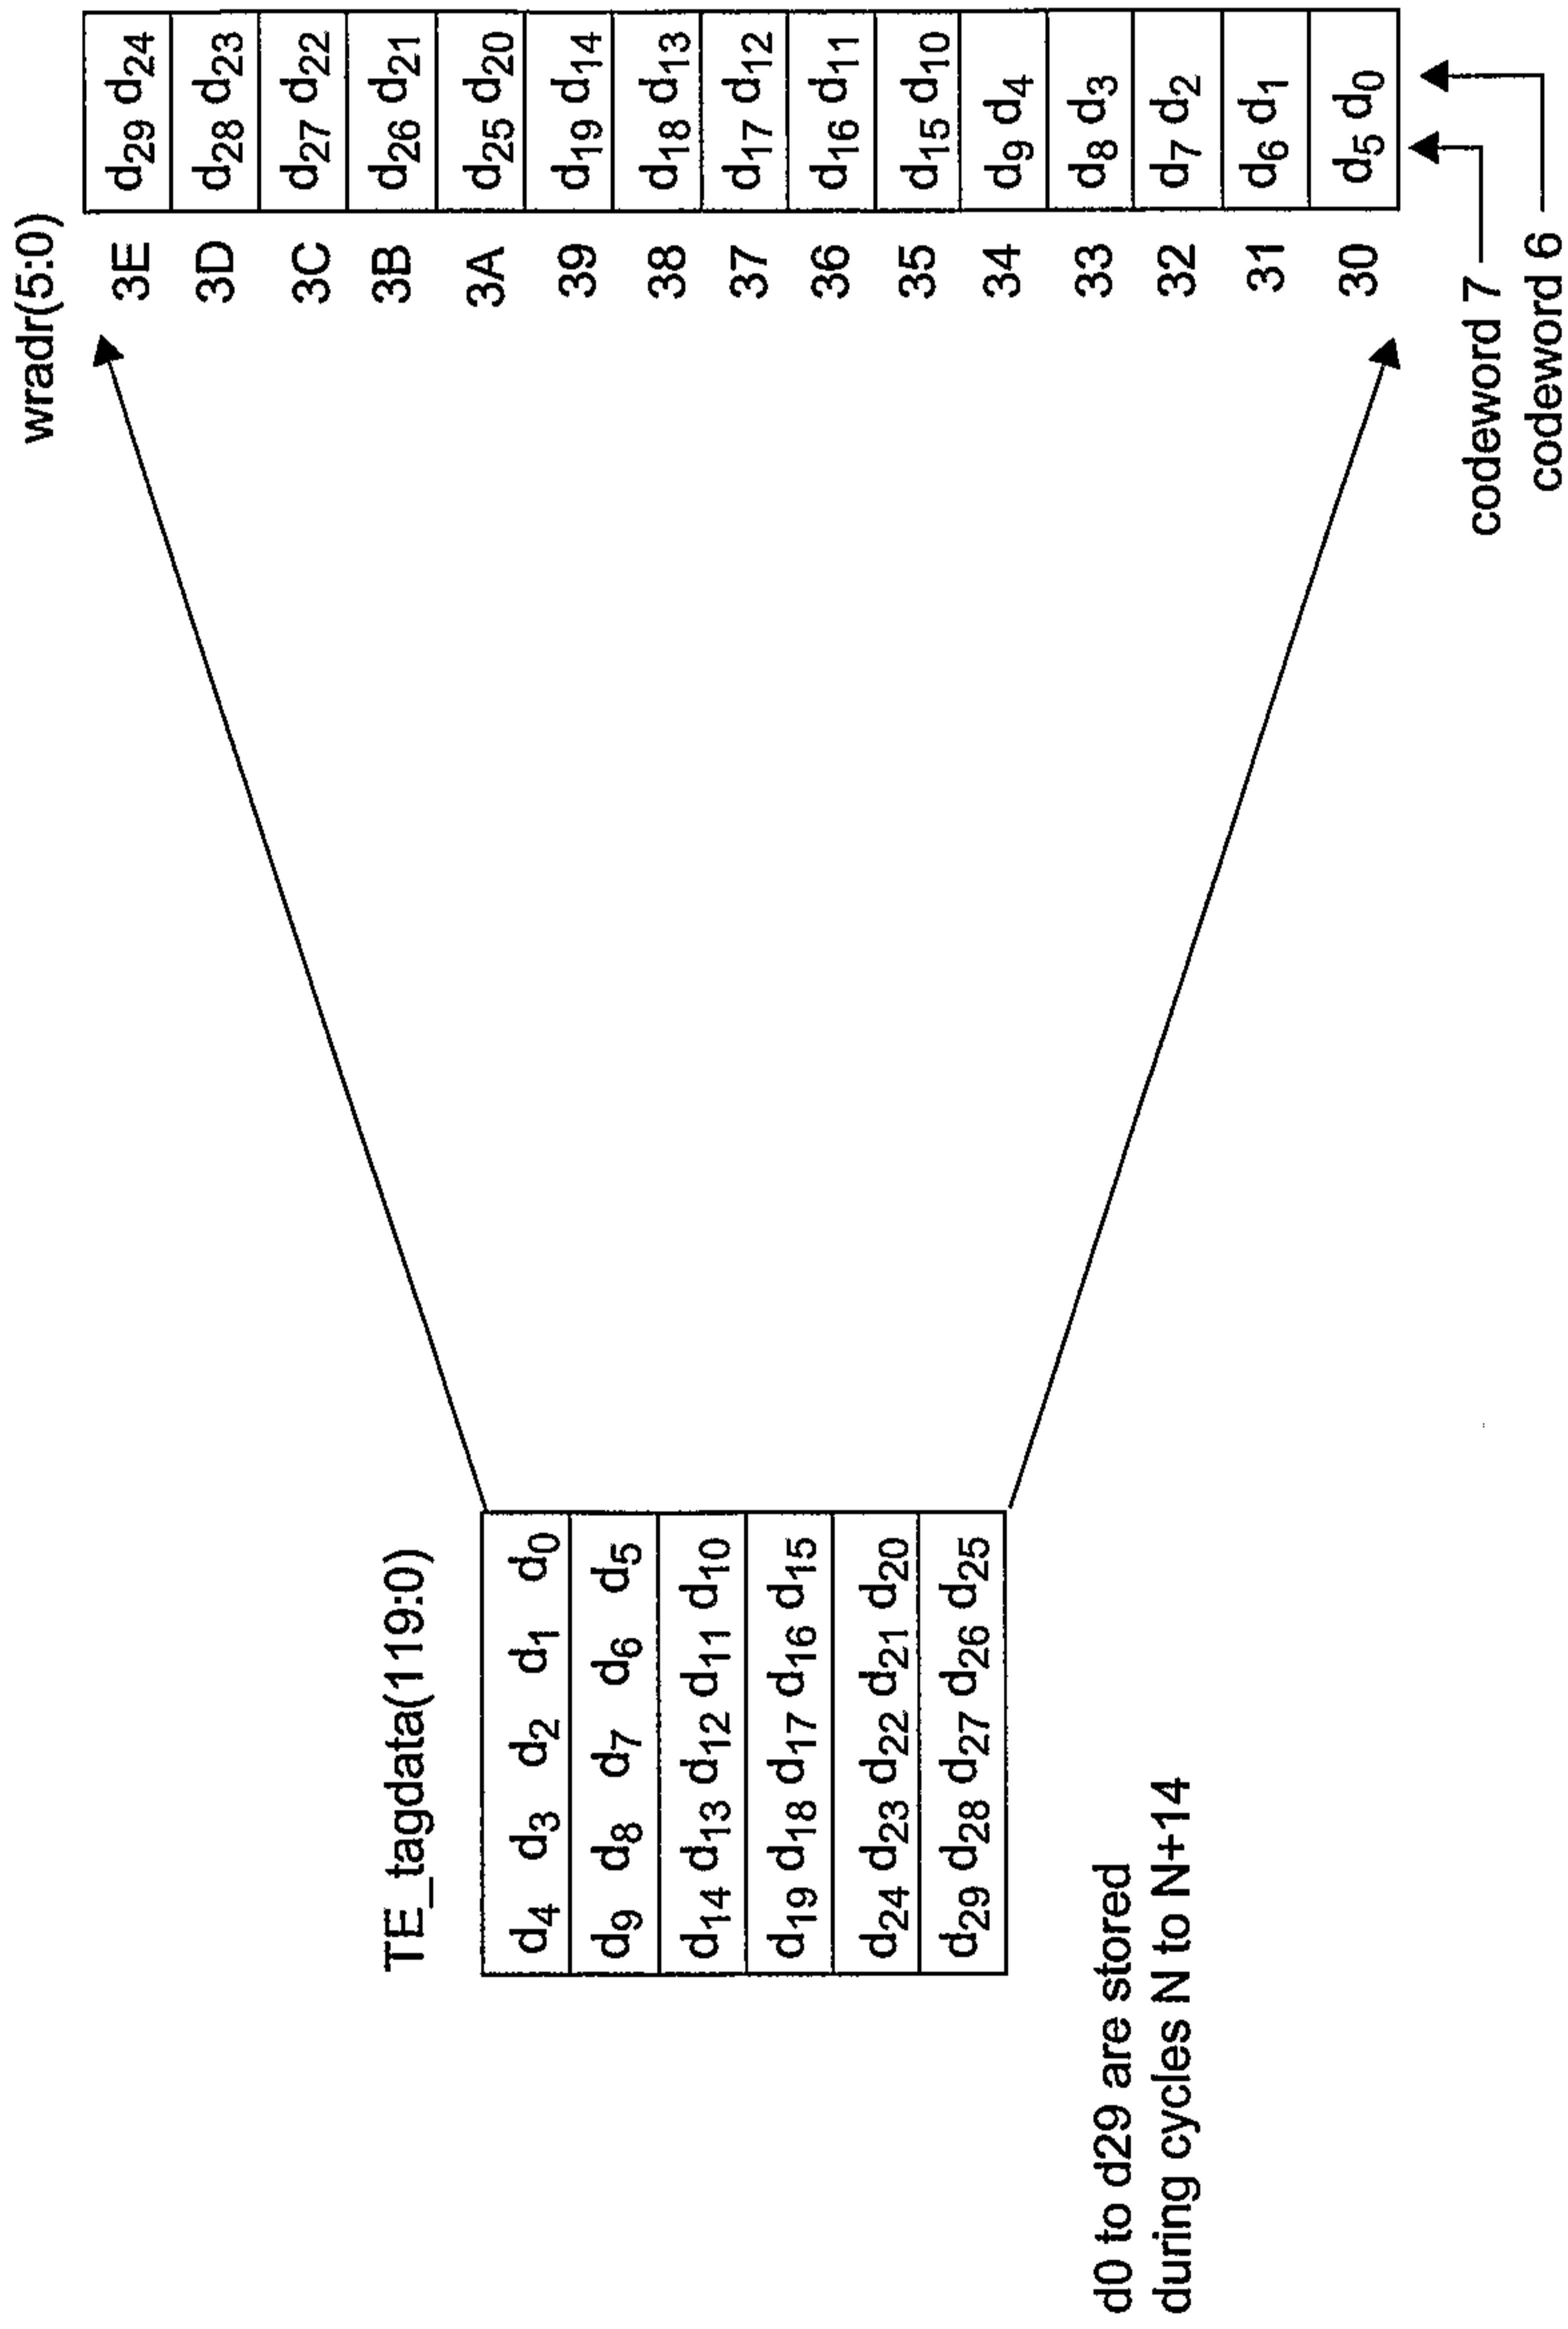 TE_tagdata(119:0)
d4 d3 d2 d1 d0
d9 d8 d7 d6 d5
d14 d13 d12 d11 d10
d19 d18 d17 d16 d15
d24 d23 d22 d21 d20
d29 d28 d27 d26 d25
d0 to d29 are stored
during cycles N to N+14
wradr(5:0)
3E d29 d24
3D d28 d23
3C d27 d22
3B d26 d21
3A d25 d20
39 d19 d14
38 d18 d13
37 d17 d12
36 d16 d11
35 d15 d10
34 d9 d4
33 d8 d3
32 d7 d2
31 d6 d1
30 d5 d0
codeword 7
codeword 6